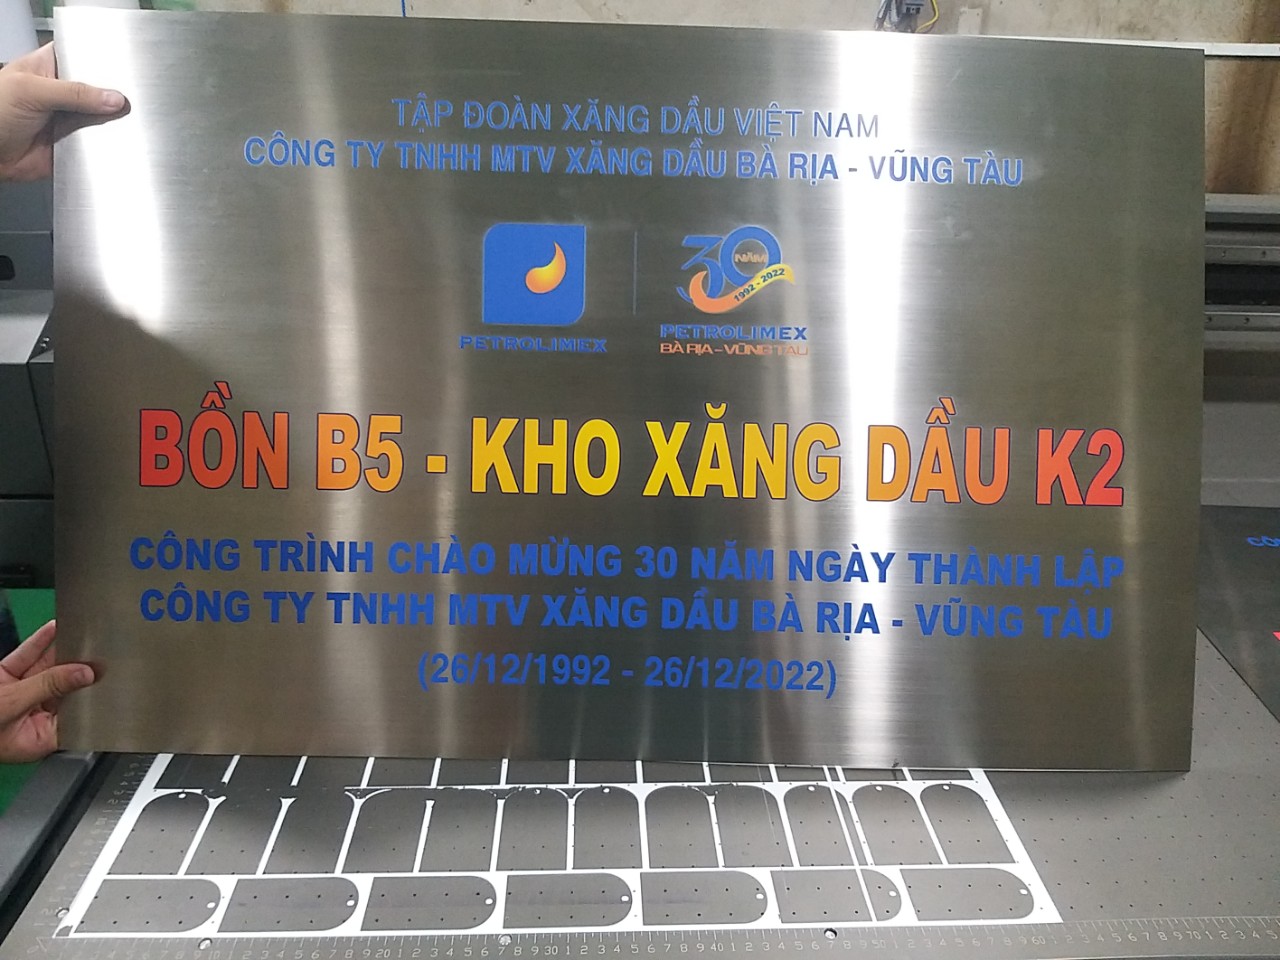 TẬP ĐOÀN XĂNG DẦU VIỆT NAM
CÔNG TY TNHH MTV XĂNG DẦU BÀ RỊA - VŨNG TÀU
PETROLIMEX
30
NĂM
1992 - 2022
PETROLIMEX
BÀ RỊA - VŨNG TÀU
BỒN B5 - KHO XĂNG DẦU K2
CÔNG TRÌNH CHÀO MỪNG 30 NĂM NGÀY THÀNH LẬP
CÔNG TY TNHH MTV XĂNG DẦU BÀ RỊA - VŨNG TÀU
(26/12/1992 - 26/12/2022)